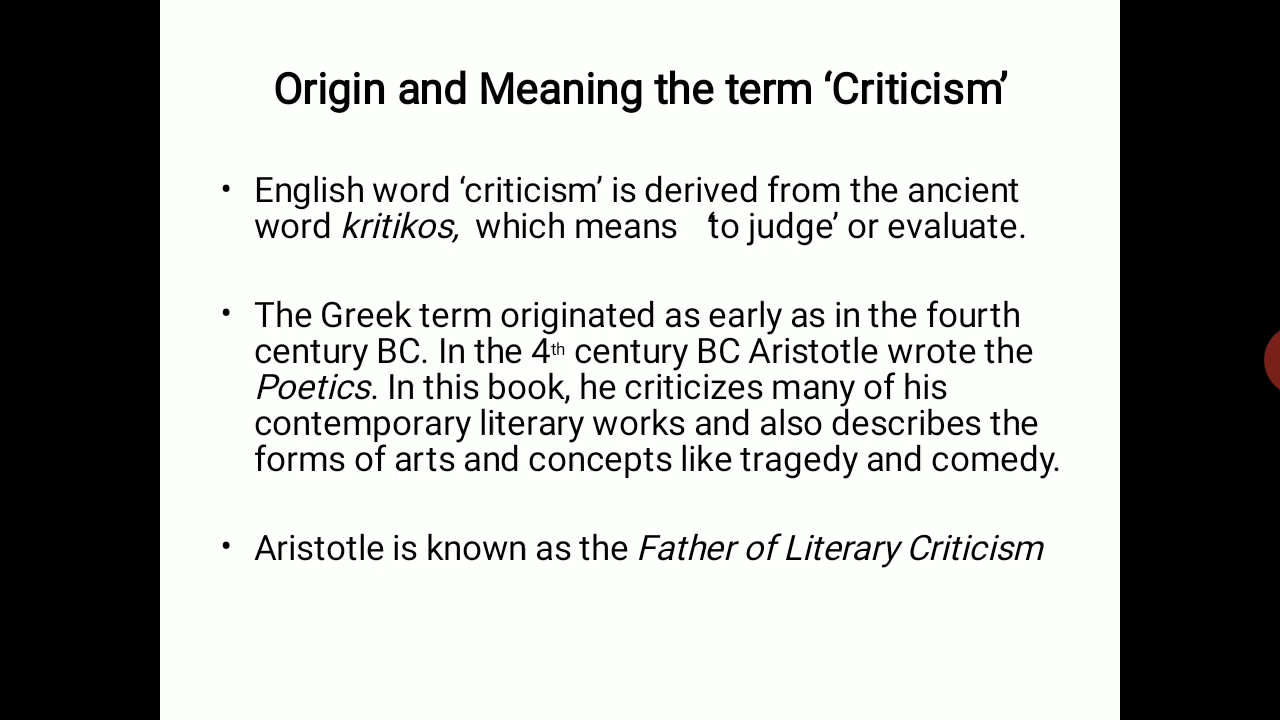 Origin and Meaning the term ‘Criticism’
• English word ‘criticism’ is derived from the ancient
word kritikos, which means ‘to judge’ or evaluate.
• The Greek term originated as early as in the fourth
century BC. In the 4th century BC Aristotle wrote the
Poetics. In this book, he criticizes many of his
contemporary literary works and also describes the
forms of arts and concepts like tragedy and comedy.
• Aristotle is known as the Father of Literary Criticism